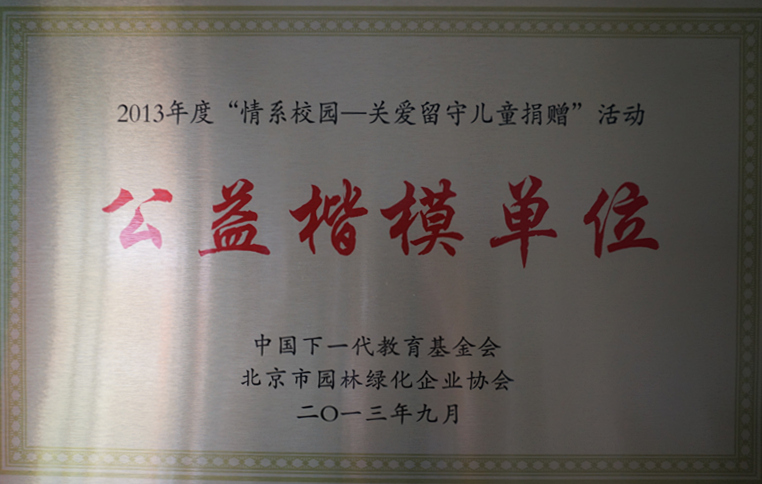 2013年度“情系校园—关爱留守儿童捐赠”活动
公益楷模单位
中国下一代教育基金会
北京市园林绿化企业协会
二〇一三年九月